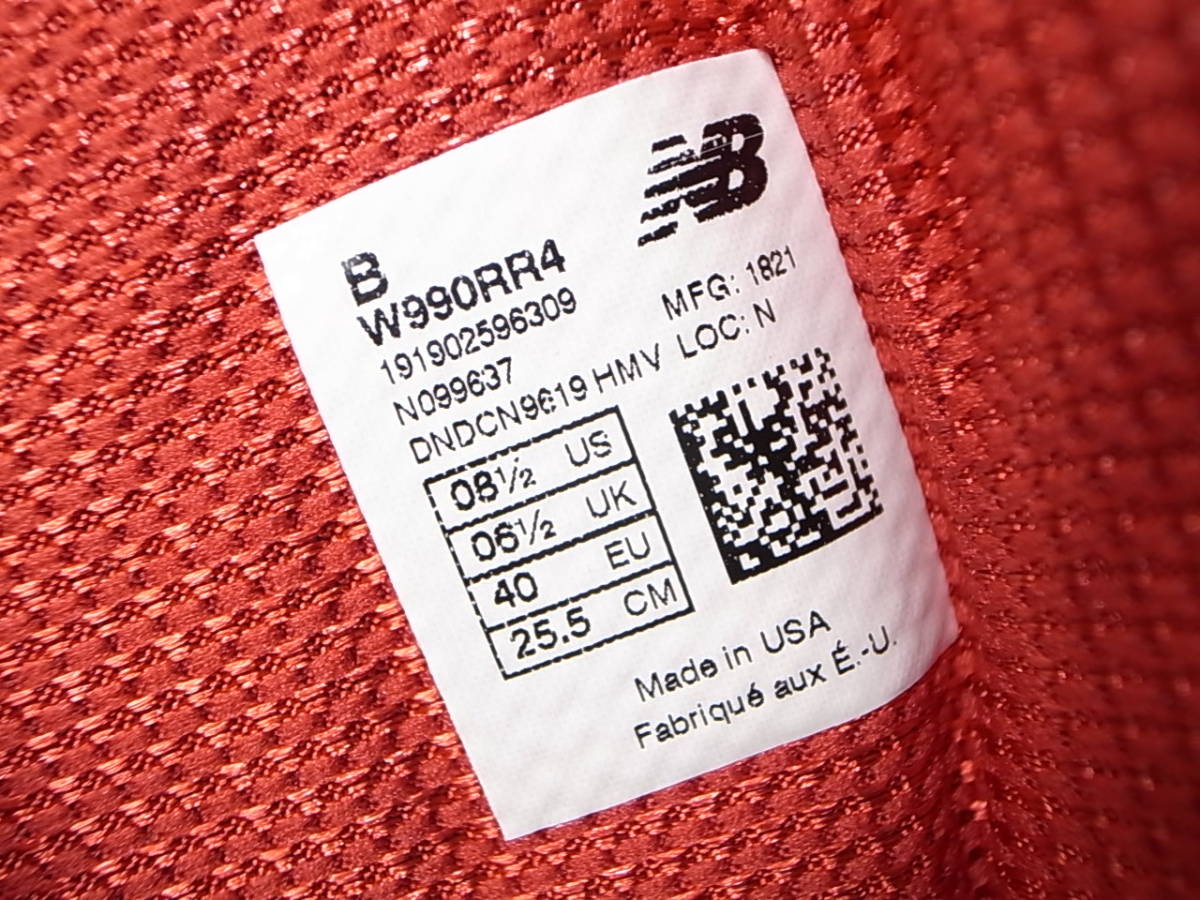 NB
B
W990RR4
191902596309
MFG: 1821
N099637
LOC: N
DNDCN9619 HMV
08½ US
06½ UK
40 EU
25.5 CM
Made in USA
Fabriqué aux É.-U.